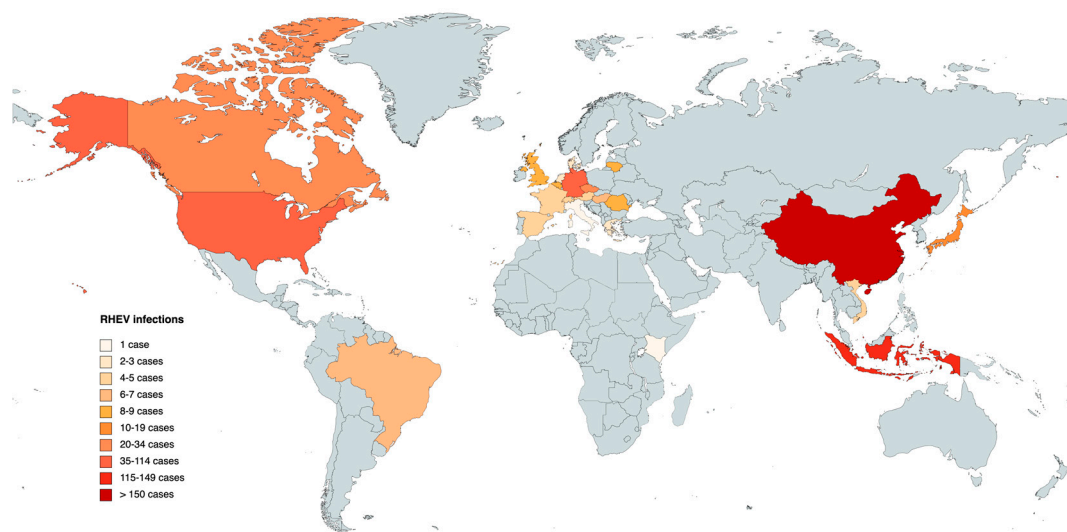 RHEV infections
1 case
2-3 cases
4-5 cases
6-7 cases
8-9 cases
10-19 cases
20-34 cases
35-114 cases
115-149 cases
> 150 cases